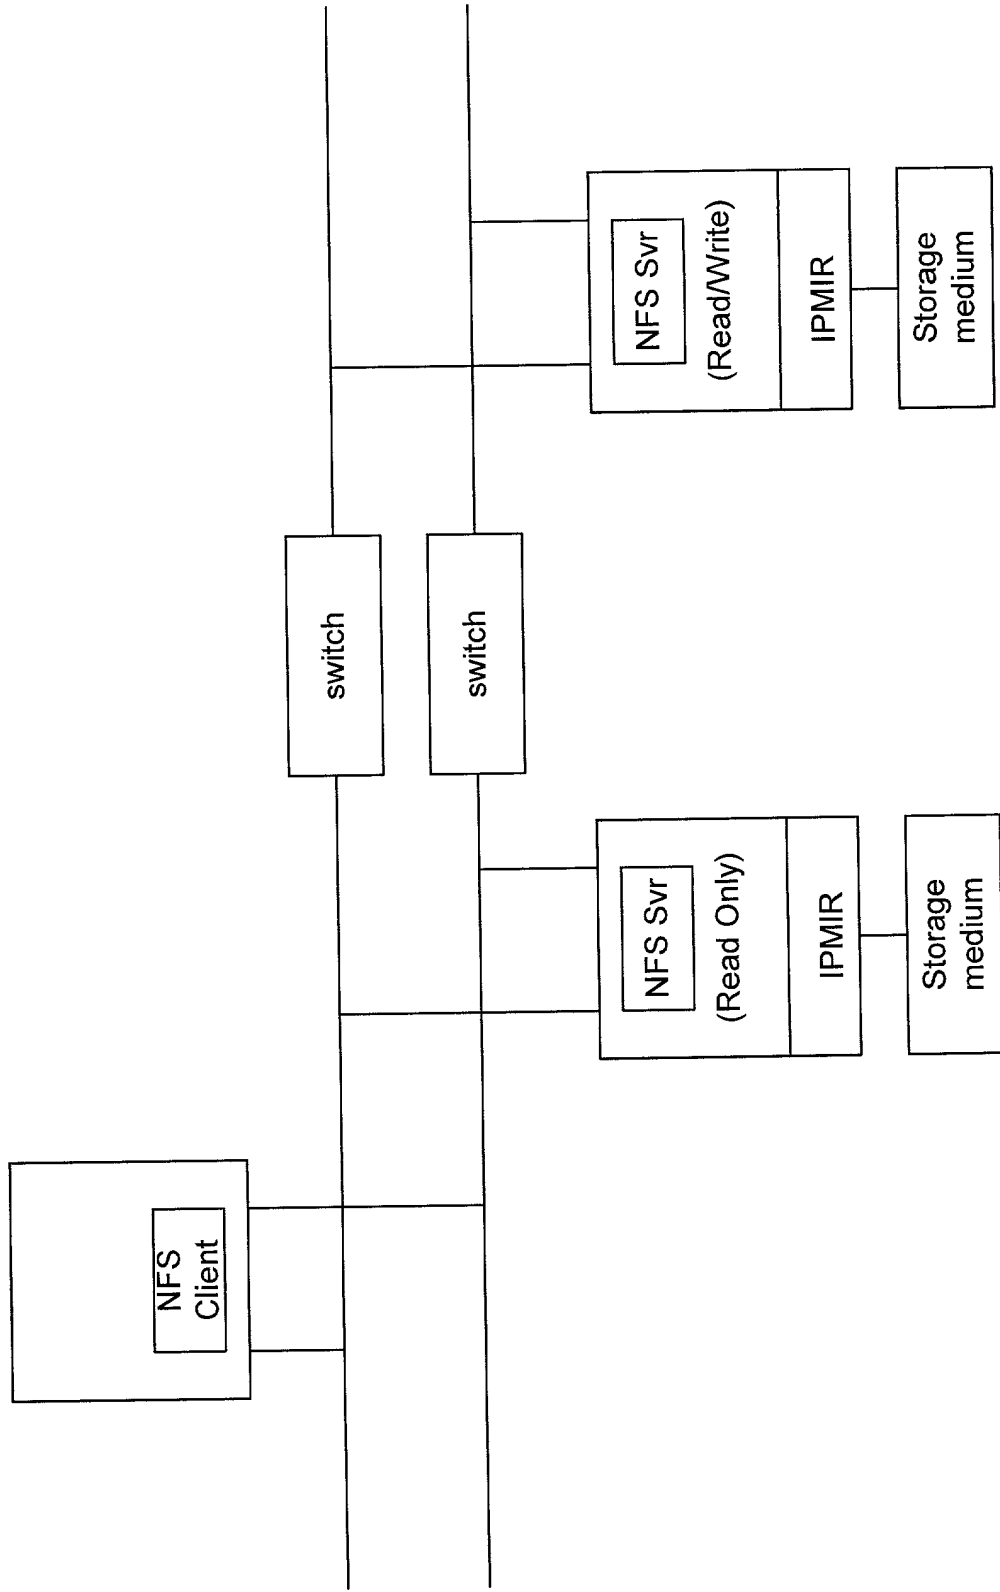 NFS
Client
switch
switch
NFS Svr
(Read Only)
IPMIR
Storage
medium
NFS Svr
(Read/Write)
IPMIR
Storage
medium